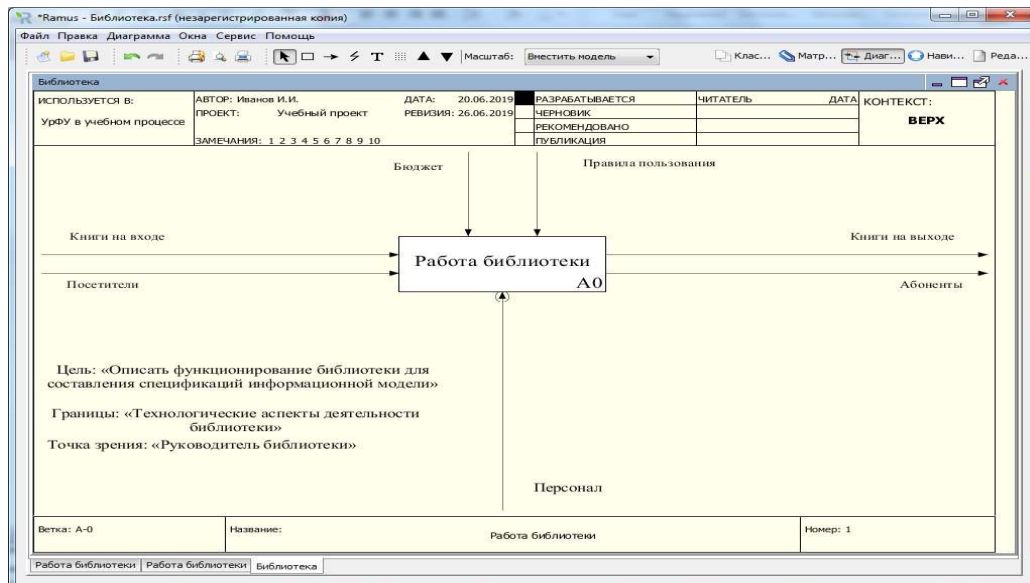 *Ramus - Библиотека.rsf (незарегистрированная копия)
Файл Правка Диаграмма Окна Сервис Помощь
T Масштаб: Вместить модель Клас... Матр... Диаг... Нави... Реда...
Библиотека
ИСПОЛЬЗУЕТСЯ В:
УрФУ в учебном процессе
АВТОР: Иванов И.И. ДАТА: 20.06.2019
ПРОЕКТ: Учебный проект РЕВИЗИЯ: 26.06.2019
ЗАМЕЧАНИЯ: 1 2 3 4 5 6 7 8 9 10
РАЗРАБАТЫВАЕТСЯ
ЧЕРНОВИК
РЕКОМЕНДОВАНО
ПУБЛИКАЦИЯ
ЧИТАТЕЛЬ ДАТА
КОНТЕКСТ:
ВЕРХ
Бюджет
Правила пользования
Книги на входе
Книги на выходе
Работа библиотеки
A0
Посетители
Абоненты
Цель: «Описать функционирование библиотеки для
составления спецификаций информационной модели»
Границы: «Технологические аспекты деятельности
библиотеки»
Точка зрения: «Руководитель библиотеки»
Персонал
Ветка: A-0
Название:
Работа библиотеки
Номер: 1
Работа библиотеки Работа библиотеки Библиотека